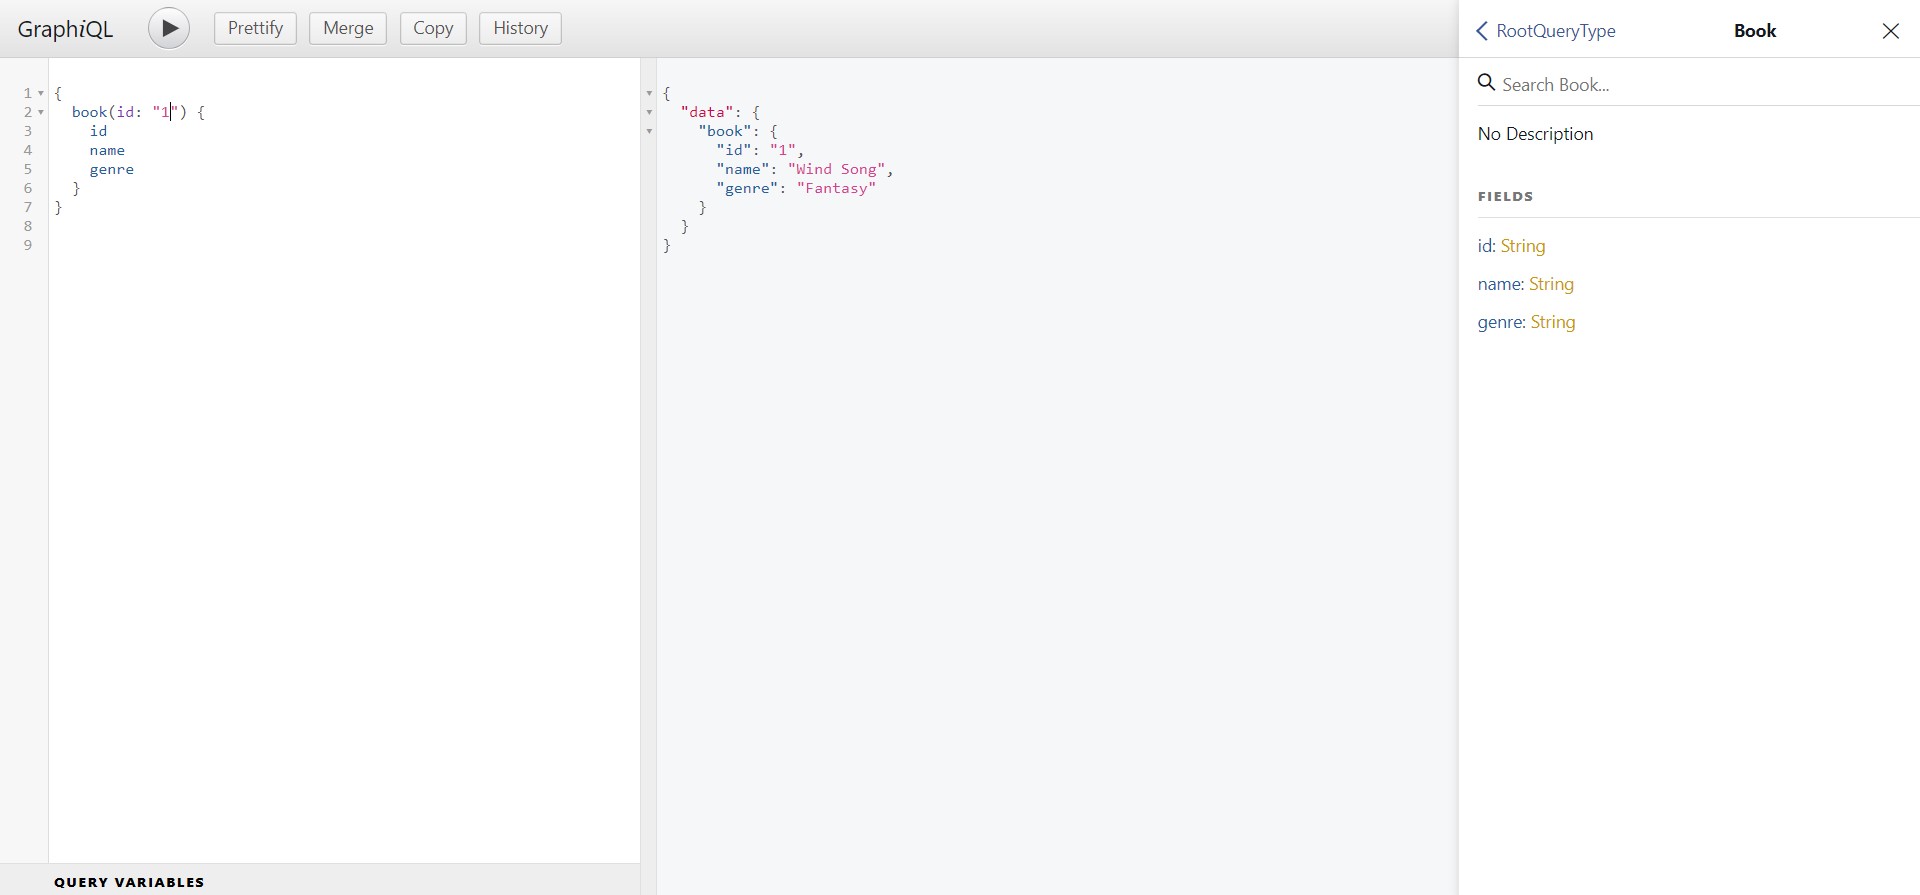 GraphiQL
Prettify
Merge
Copy
History
1 {
2 book(id: "1") {
3 id
4 name
5 genre
6 }
7 }
8
9
QUERY VARIABLES
{
"data": {
"book": {
"id": "1",
"name": "Wind Song",
"genre": "Fantasy"
}
}
}
RootQueryType
Book
Search Book...
No Description
FIELDS
id: String
name: String
genre: String